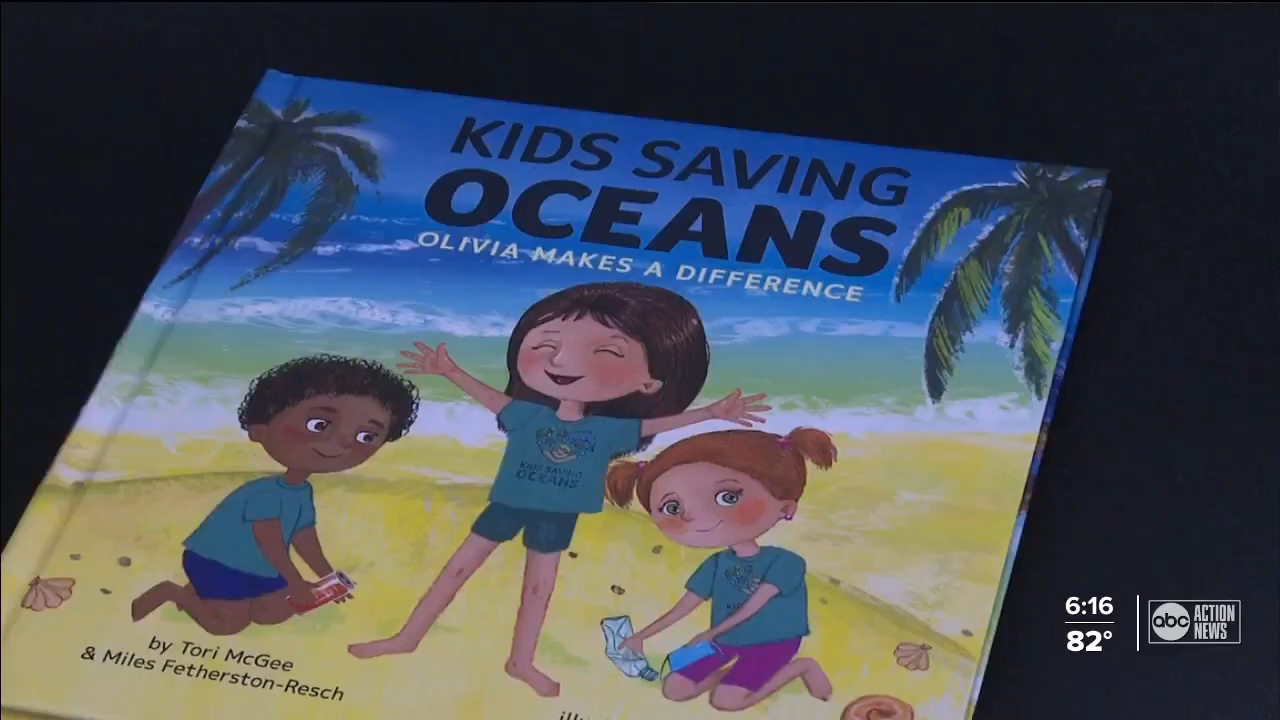 KIDS SAVING
OCEANS
OLIVIA MAKES A DIFFERENCE
KIDS SAVING
OCEANS
by Tori McGee
& Miles Fetherston-Resch
6:16
82°
abc
ACTION
NEWS